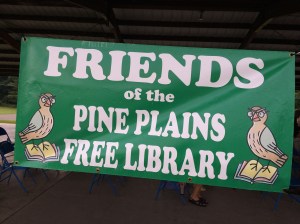 FRIENDS
of the
PINE PLAINS
FREE LIBRARY